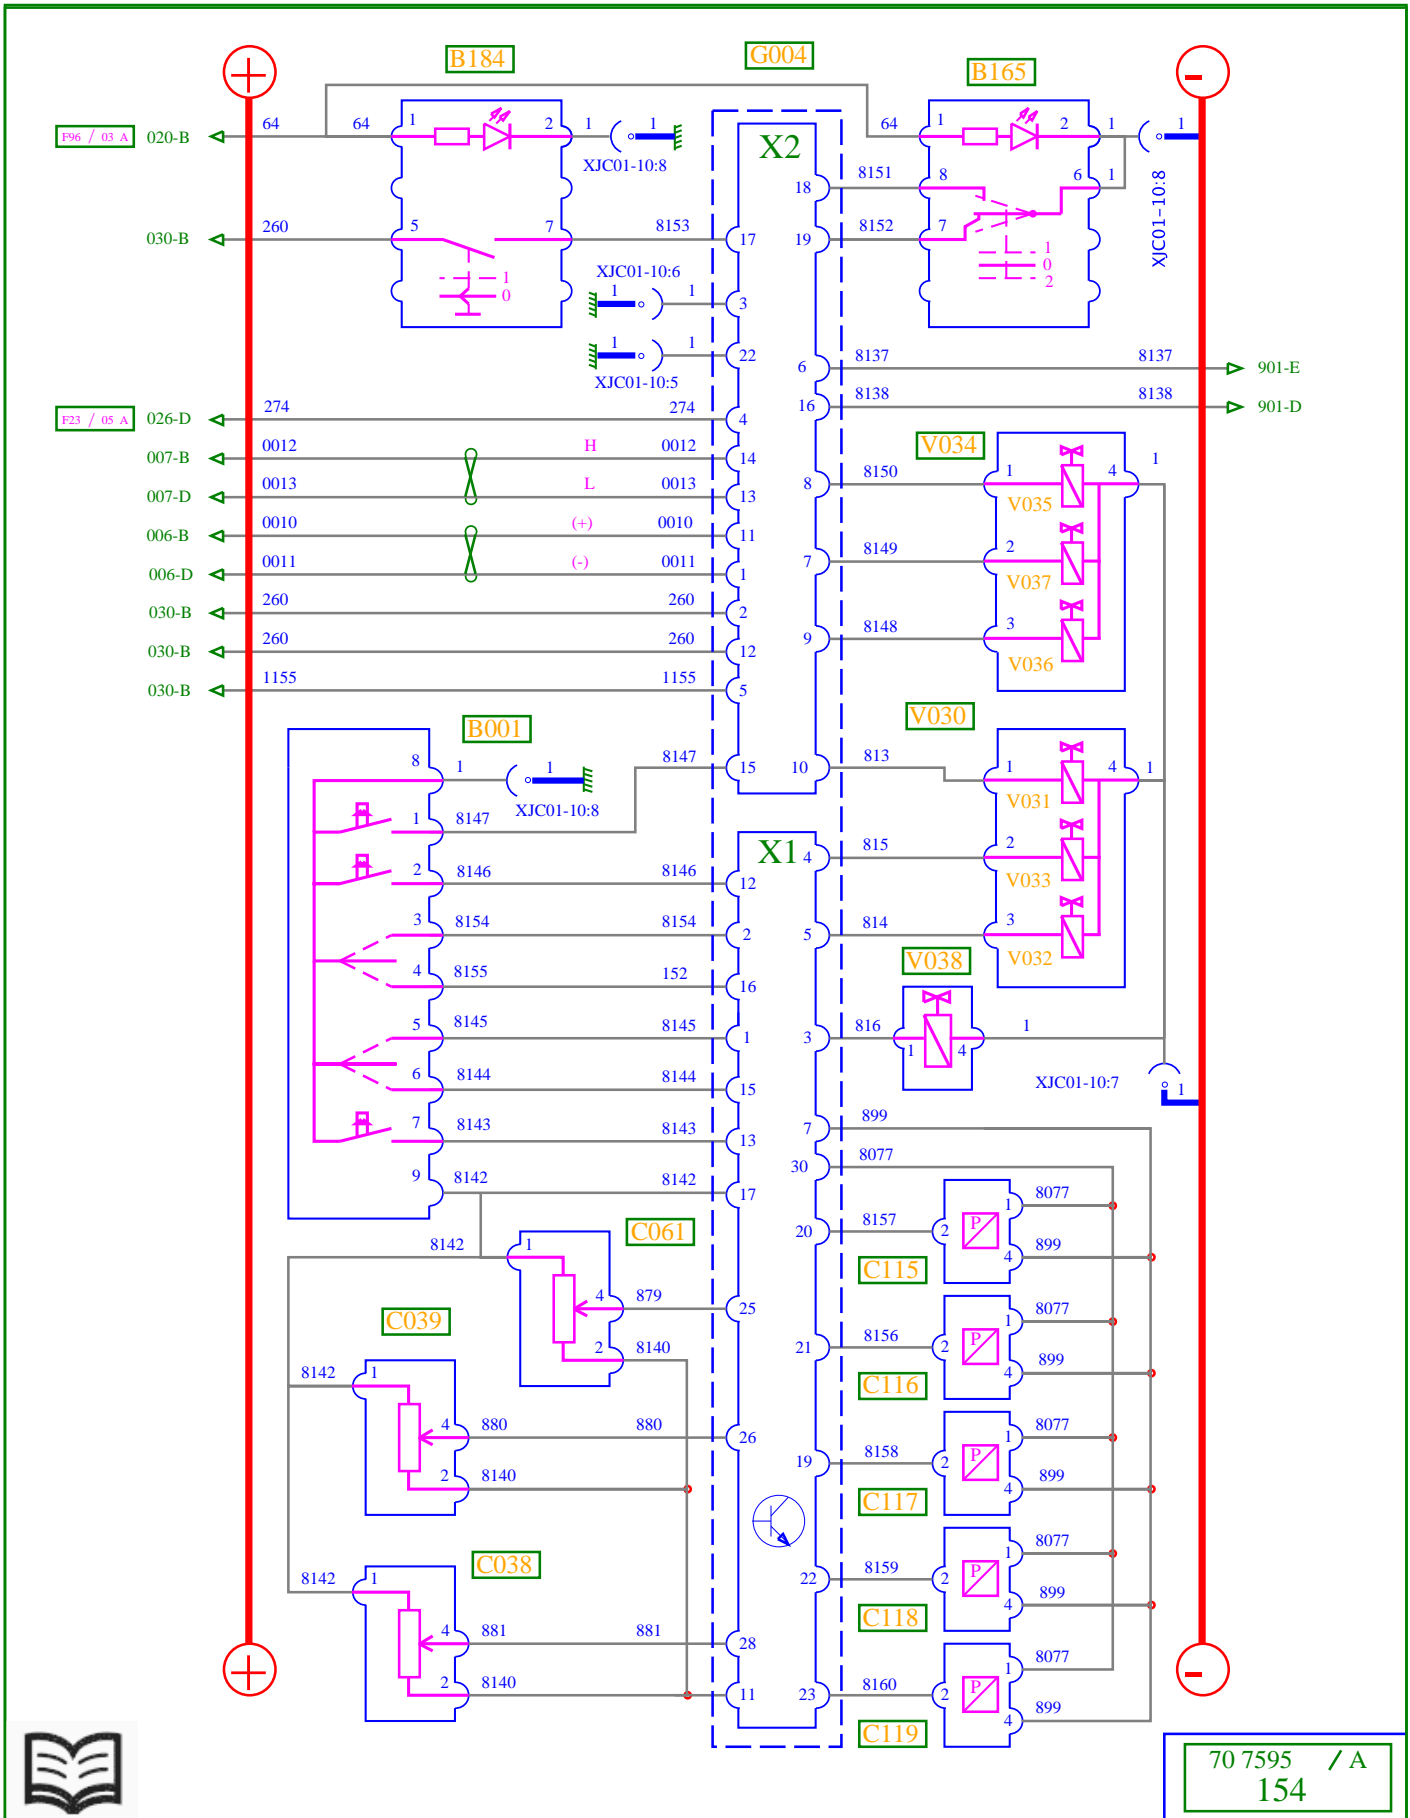 B184 G004 B165
F96 / 03 A 020-B 64 64 1 2 1 1 XJC01-10:8 X2 64 1 2 1 1
XJC01-10:8
18 8151 8 6 1
030-B 260 5 7 8153 17 19 8152 7
1
0
1
0
2
XJC01-10:6 1 1 3
1 1 22
XJC01-10:5
6 8137 8137 901-E
16 8138 8138 901-D
F23 / 05 A 026-D 274 274 4
007-B 0012 H 0012 14
007-D 0013 L 0013 13
006-B 0010 (+) 0010 11
006-D 0011 (-) 0011 1
030-B 260 260 2
030-B 260 260 12
030-B 1155 1155 5
V034
8 8150 1 4 1
V035
7 8149 2
V037
9 8148 3
V036
B001 V030
8 1 1
XJC01-10:8
8147 15 10 813 1 4 1
V031
1 8147
X1 4 815 2
V033
2 8146 8146 12
3 8154 8154 2 5 814 3
V032
4 8155 152 16
V038
5 8145 8145 1 3 816 1 4 1
XJC01-10:7 1
6 8144 8144 15
7 8143 8143 13 7 899
30 8077
9 8142 8142 17
C061
8142 1
4 879 25
2 8140
20 8157 2 1 8077
4 899
C115
C039
8142 1
4 880 880 26
2 8140
21 8156 2 1 8077
4 899
C116
19 8158 2 1 8077
4 899
C117
C038
8142 1
4 881 881 28
2 8140 11
22 8159 2 1 8077
4 899
C118
23 8160 2 1 8077
4 899
C119
P
P
P
P
P
70 7595 / A
154